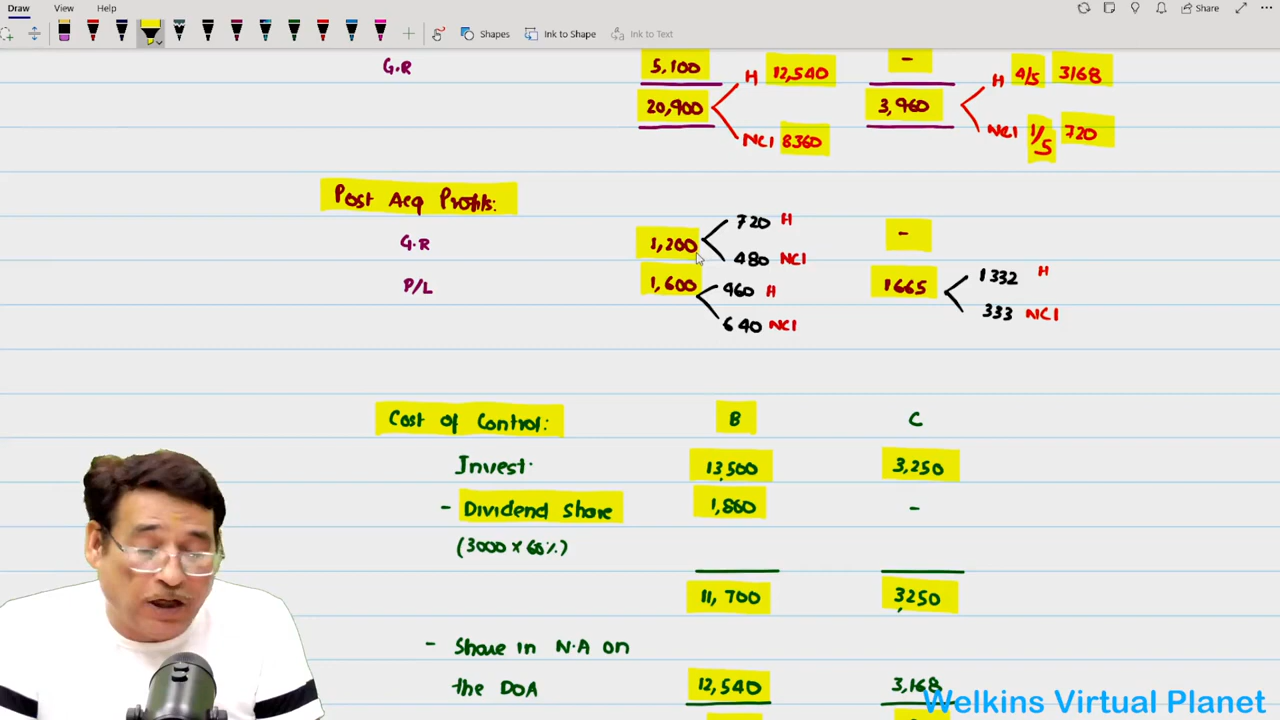 Draw View Help
Shapes Ink to Shape Ink to Text Share
G.R 5,100 -
H 12,540 H 4/5 3168
20,900 3,960
NCI 8360 NCI 1/5 720
Post Acq Profits:
720 H
G.R 1,200 -
480 NCI
P/L 1,600 460 H 1665 1332 H
640 NCI 333 NCI
Cost of Control: B C
Invest. 13,500 3,250
- Dividend Share 1,860 -
(3000 x 60%)
11,700 3250
- Share in N.A on
the DOA 12,540 3,168
Welkins Virtual Planet